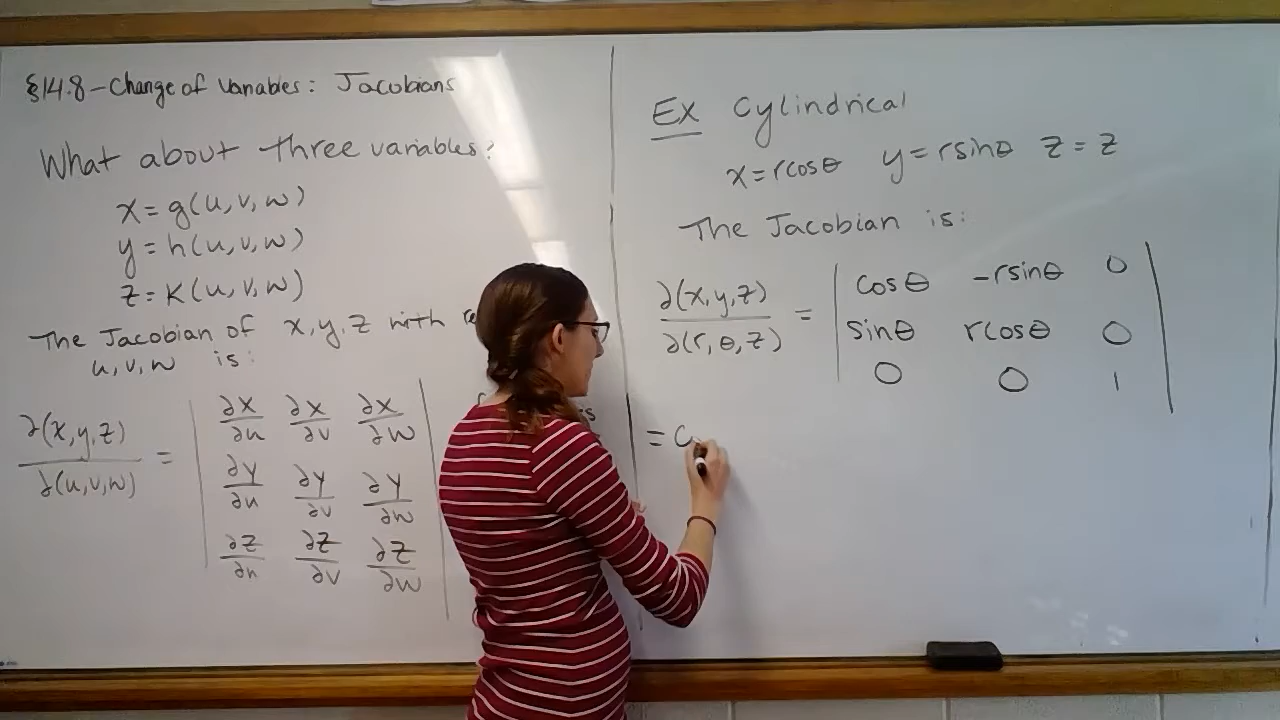 §14.8 - Change of Variables: Jacobians
What about three variables?
x = g(u,v,w)
y = h(u,v,w)
z = k(u,v,w)
The Jacobian of x,y,z with
u,v,w is:
∂(x,y,z) / ∂(u,v,w) = | ∂x/∂u ∂x/∂v ∂x/∂w |
| ∂y/∂u ∂y/∂v ∂y/∂w |
| ∂z/∂u ∂z/∂v ∂z/∂w |
Ex Cylindrical
x = rcosθ y = rsinθ z = z
The Jacobian is:
∂(x,y,z) / ∂(r,θ,z) = | cosθ -rsinθ 0 |
| sinθ rcosθ 0 |
| 0 0 1 |
= c